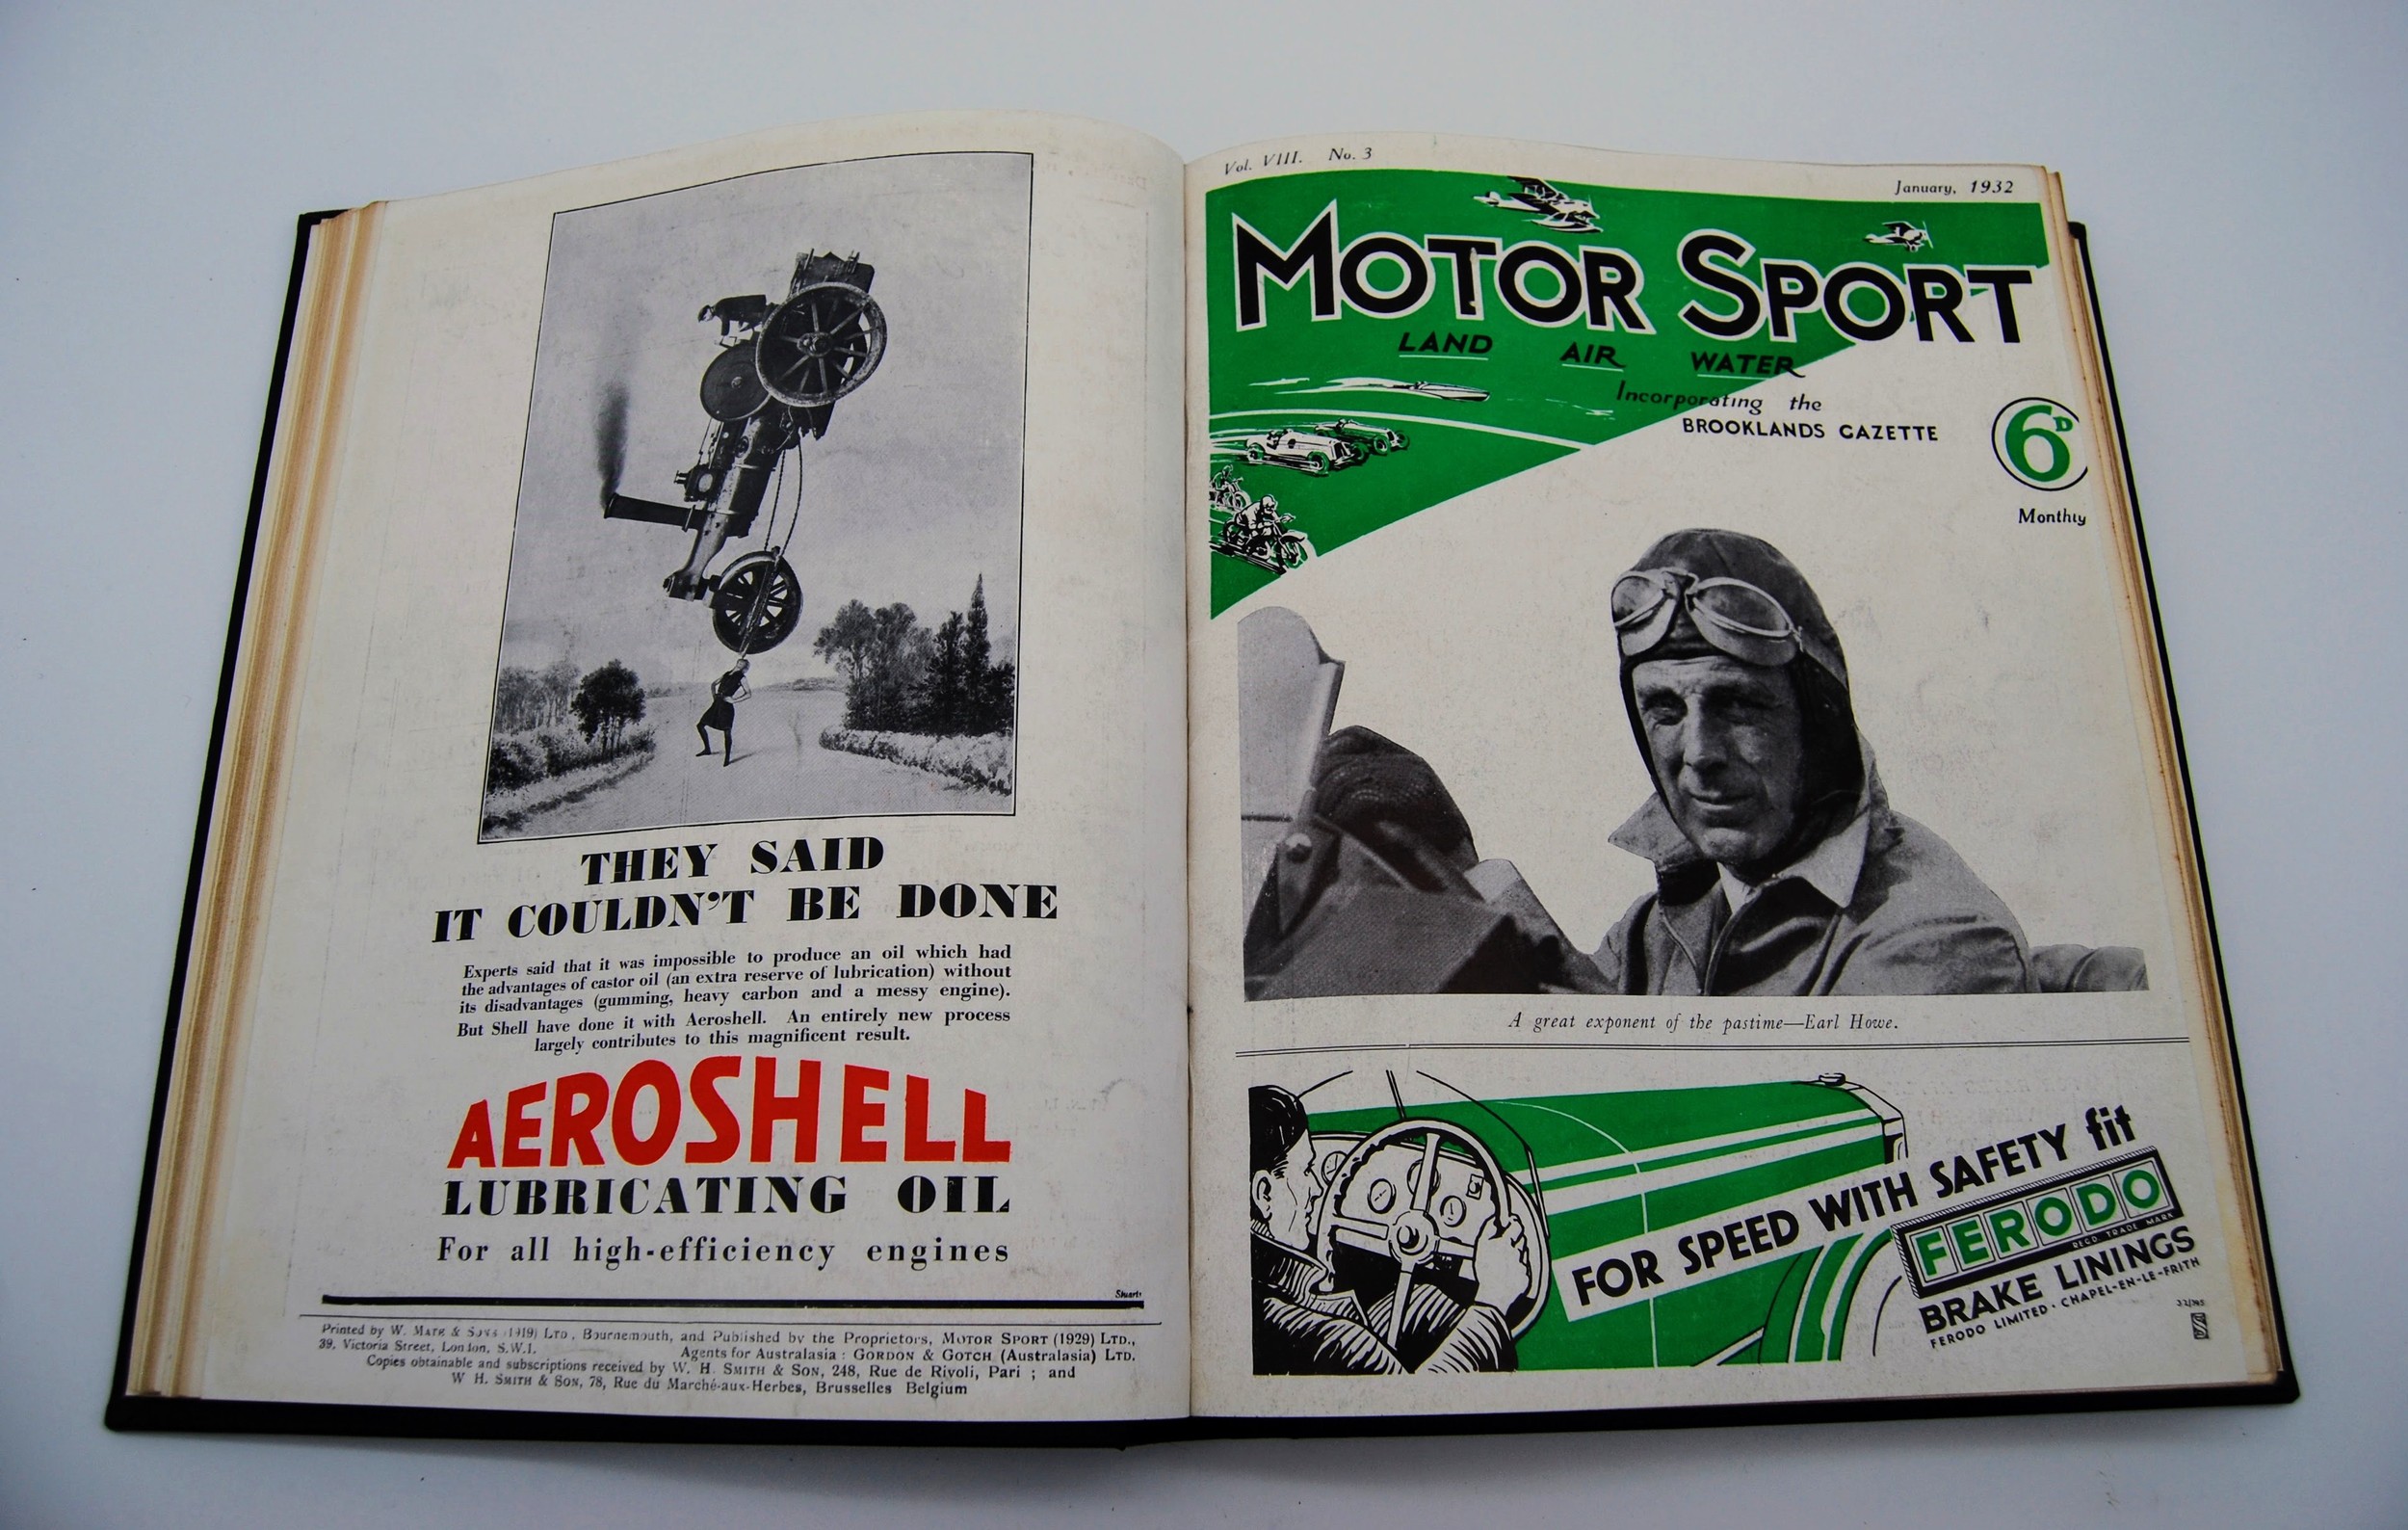 THEY SAID
IT COULDN'T BE DONE
Experts said that it was impossible to produce an oil which had
the advantages of castor oil (an extra reserve of lubrication) without
its disadvantages (gumming, heavy carbon and a messy engine).
But Shell have done it with Aeroshell. An entirely new process
largely contributes to this magnificent result.
AEROSHELL
LUBRICATING OIL
For all high-efficiency engines
Stuarts
Printed by W. MATE & SONS (1919) LTD., Bournemouth, and Published by the Proprietors, MOTOR SPORT (1929) LTD.,
39, Victoria Street, London, S.W.1. Agents for Australasia : GORDON & GOTCH (Australasia) LTD.
Copies obtainable and subscriptions received by W. H. SMITH & SON, 248, Rue de Rivoli, Pari ; and
W H. SMITH & SON, 78, Rue du Marché-aux-Herbes, Brusselles Belgium
Vol. VIII. No. 3
January, 1932
MOTOR SPORT
LAND AIR WATER
Incorporating the
BROOKLANDS GAZETTE
6D
Monthly
A great exponent of the pastime—Earl Howe.
FOR SPEED WITH SAFETY fit
FERODO
REGD. TRADE MARK
BRAKE LININGS
FERODO LIMITED · CHAPEL-EN-LE-FRITH